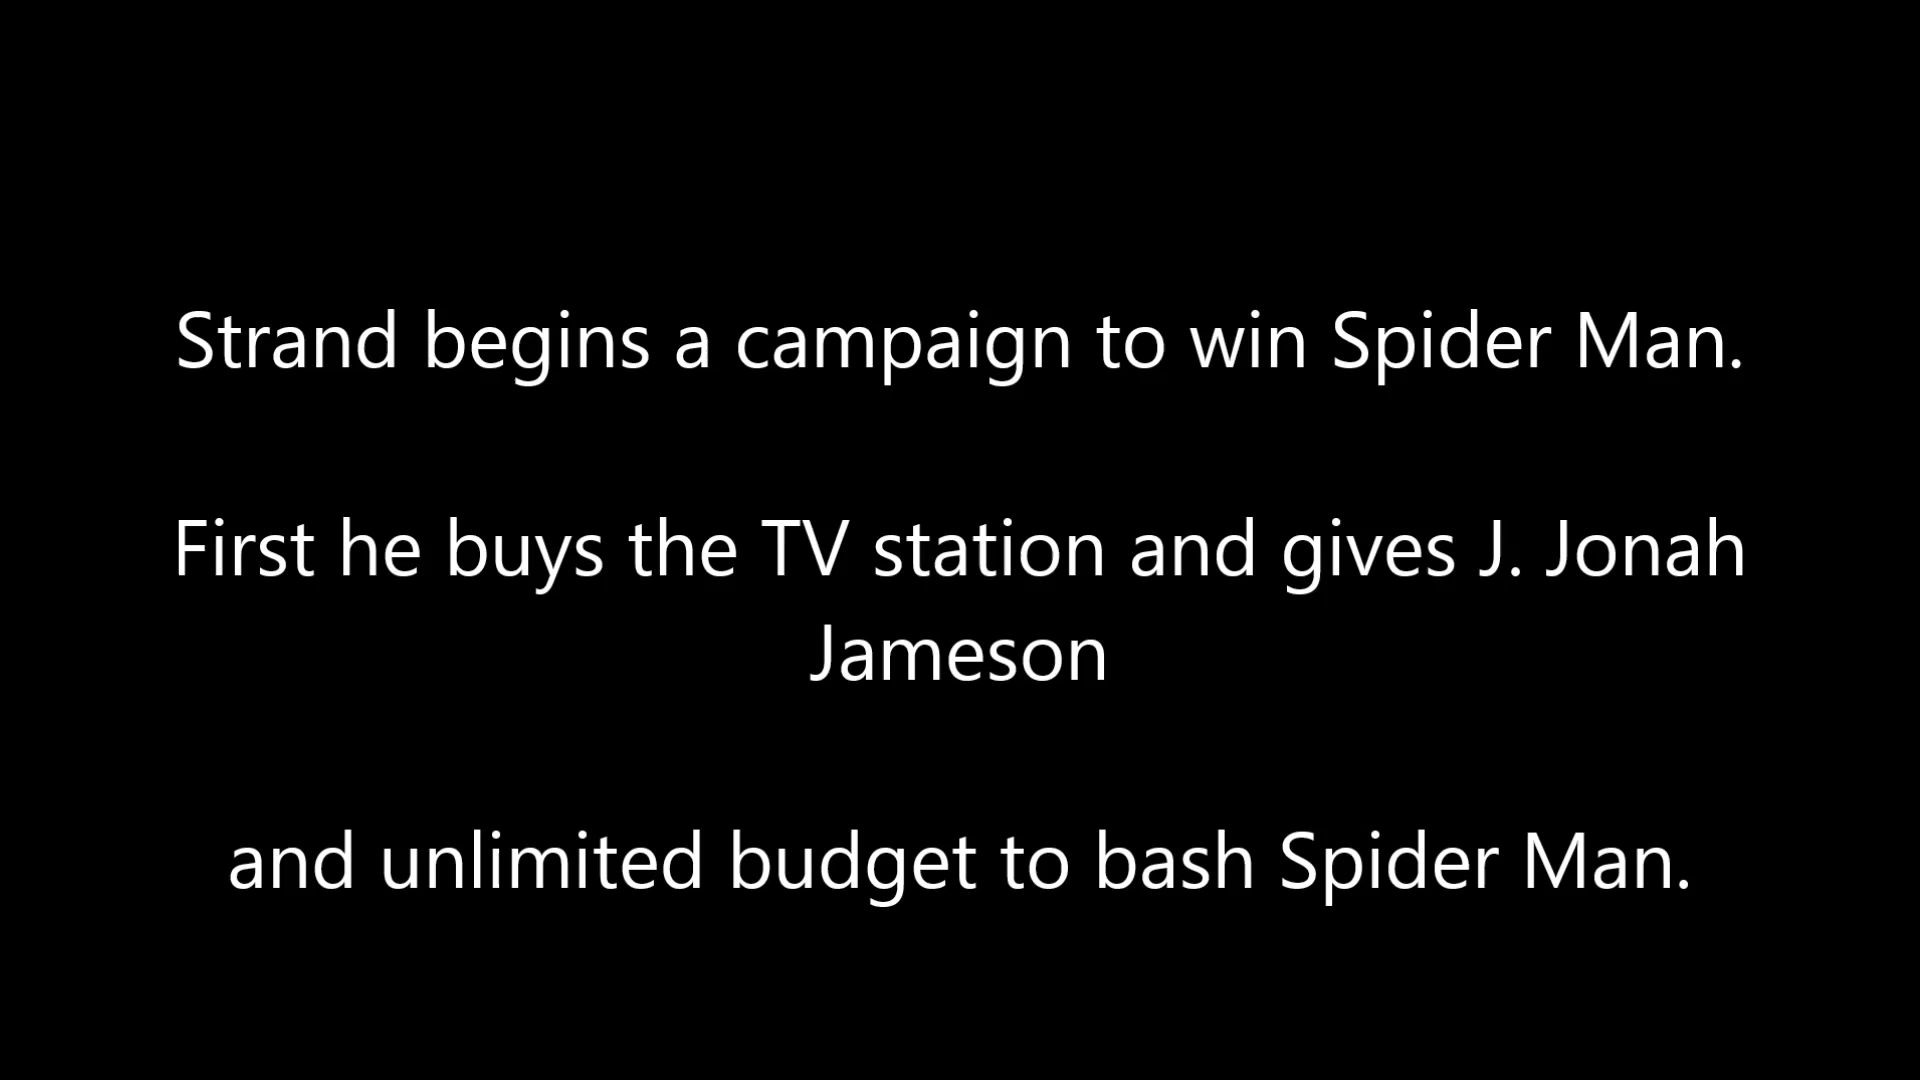 Strand begins a campaign to win Spider Man.
First he buys the TV station and gives J. Jonah
Jameson
and unlimited budget to bash Spider Man.